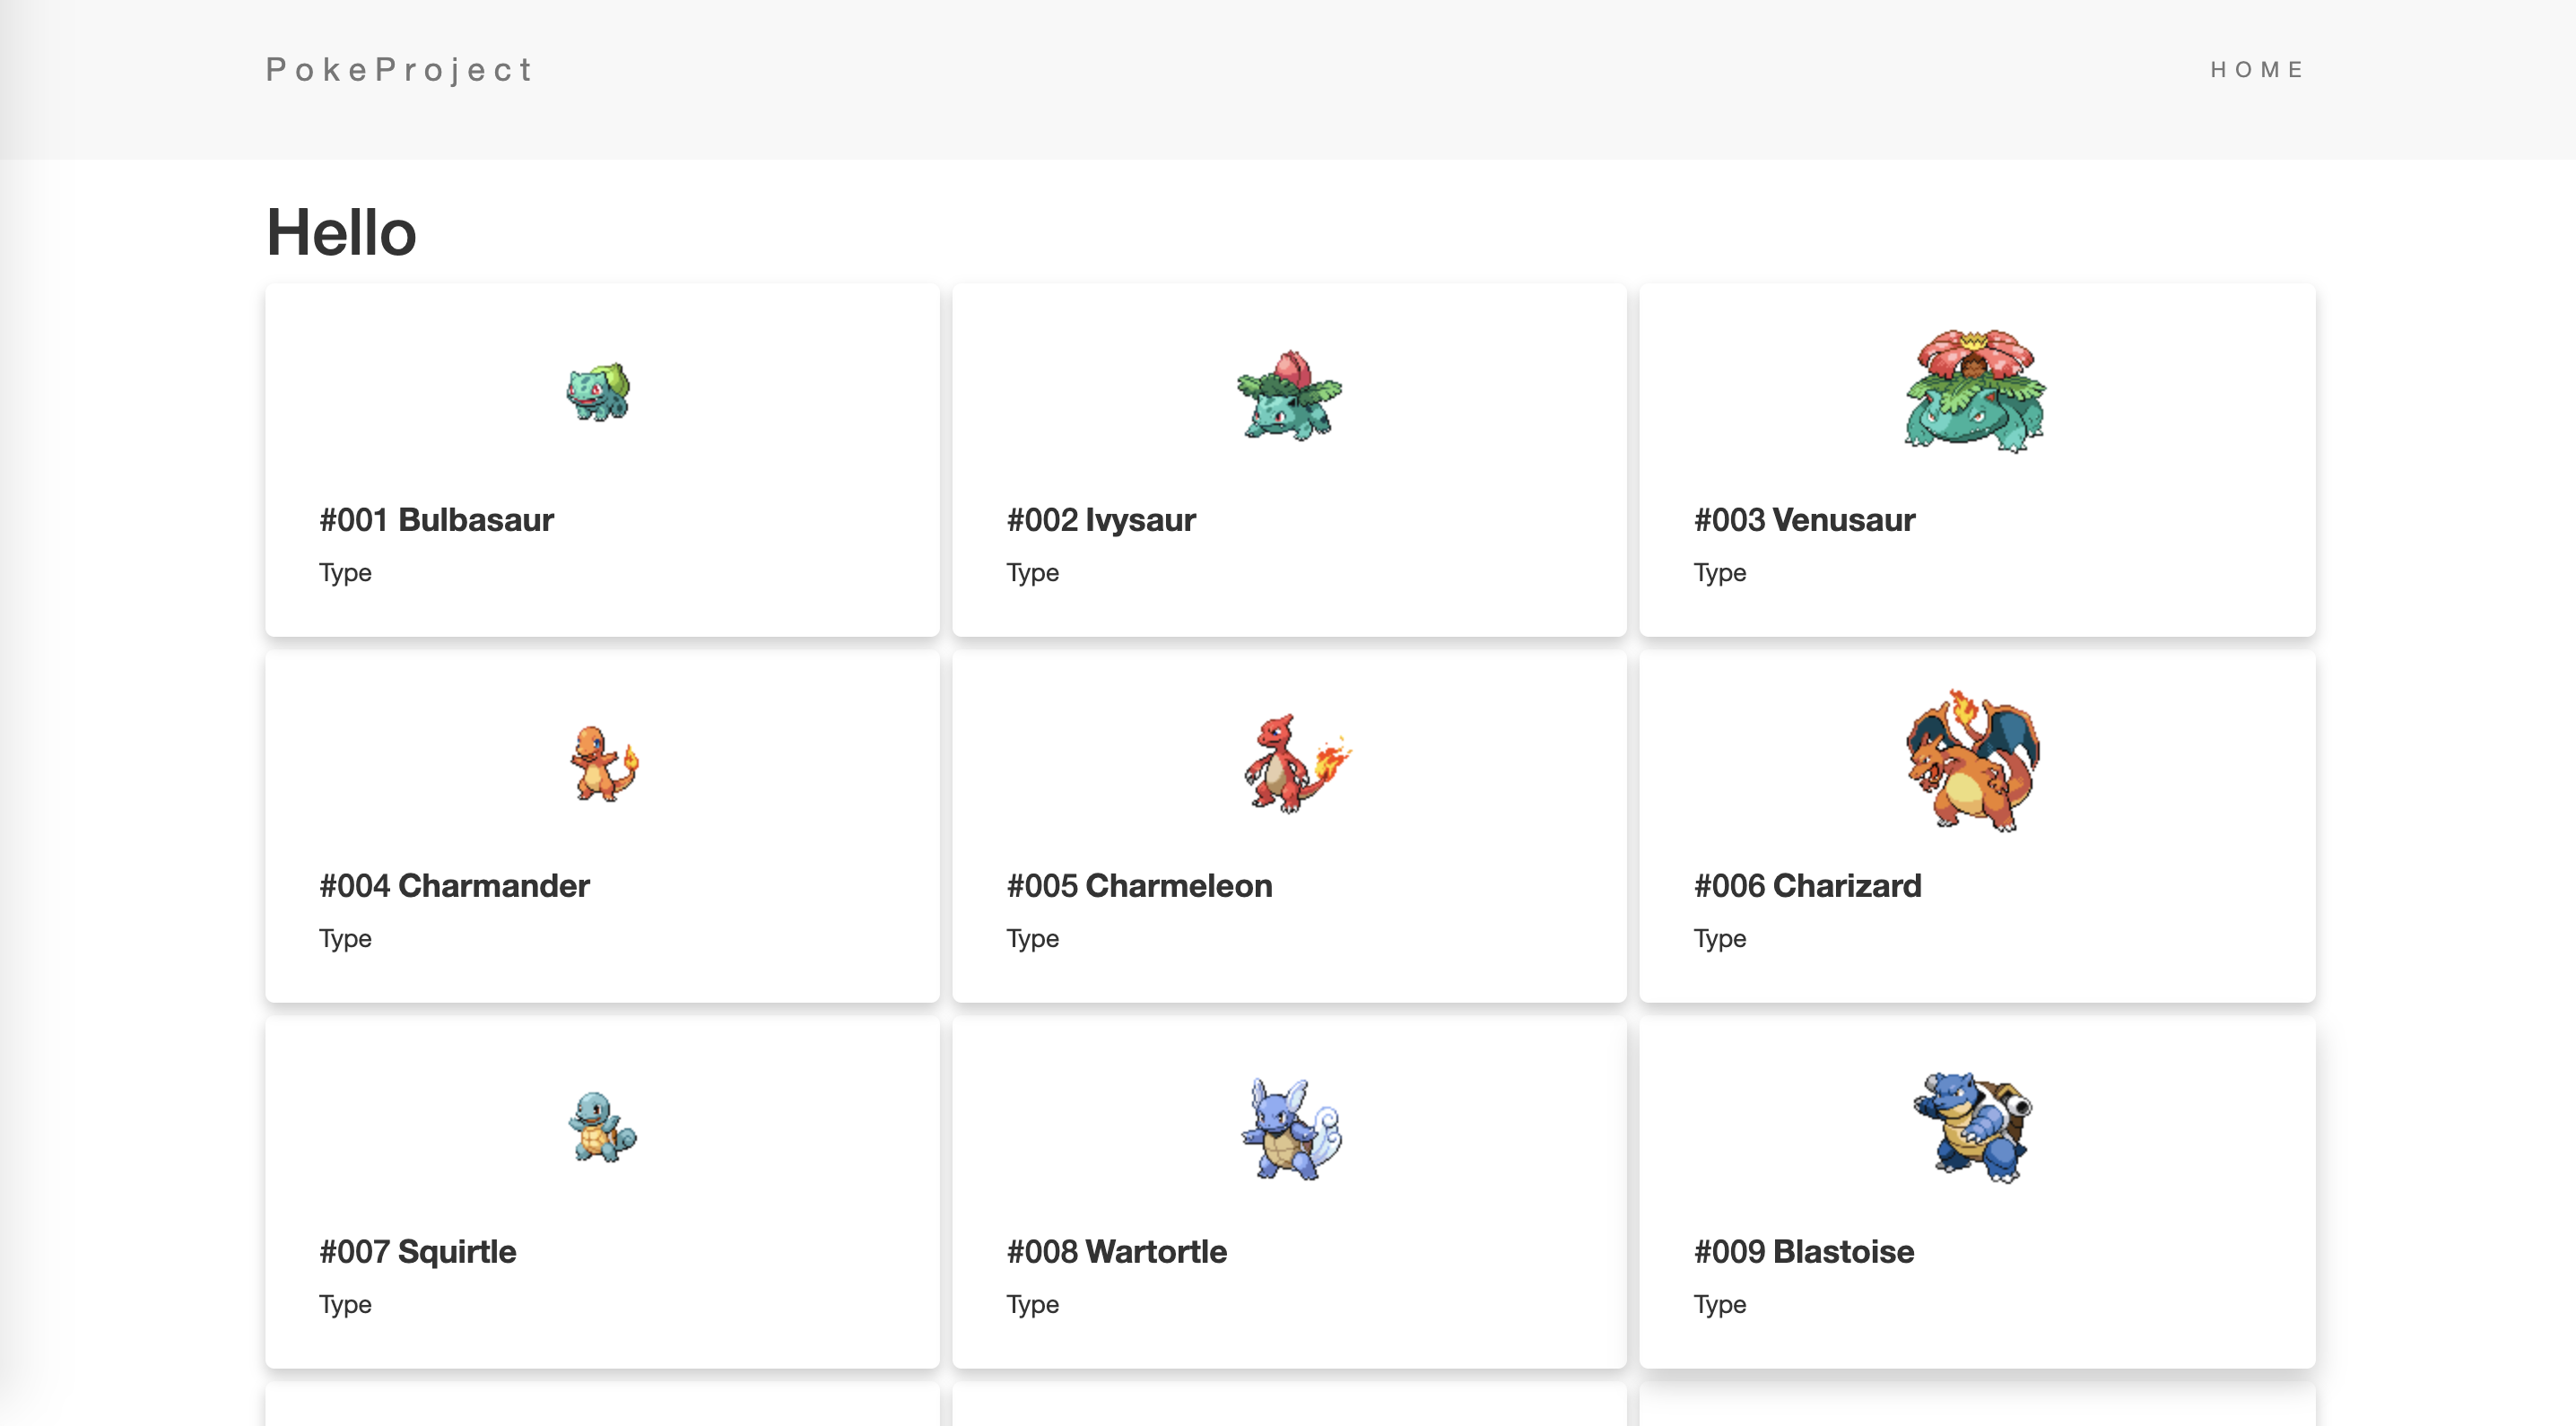 PokeProject
HOME
Hello
#001 Bulbasaur
Type
#002 Ivysaur
Type
#003 Venusaur
Type
#004 Charmander
Type
#005 Charmeleon
Type
#006 Charizard
Type
#007 Squirtle
Type
#008 Wartortle
Type
#009 Blastoise
Type